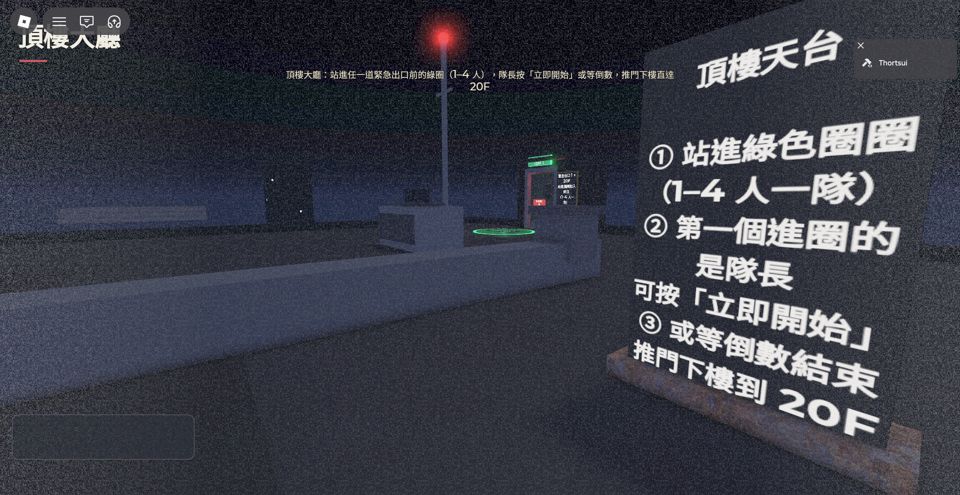 頂樓大廳
頂樓大廳：站進任一道緊急出口前的綠圈（1–4 人），隊長按「立即開始」或等倒數，推門下樓直達
20F
Thortsui
頂樓天台
① 站進綠色圈圈
（1–4 人一隊）
② 第一個進圈的
是隊長
可按「立即開始」
③ 或等倒數結束
推門下樓到 20F